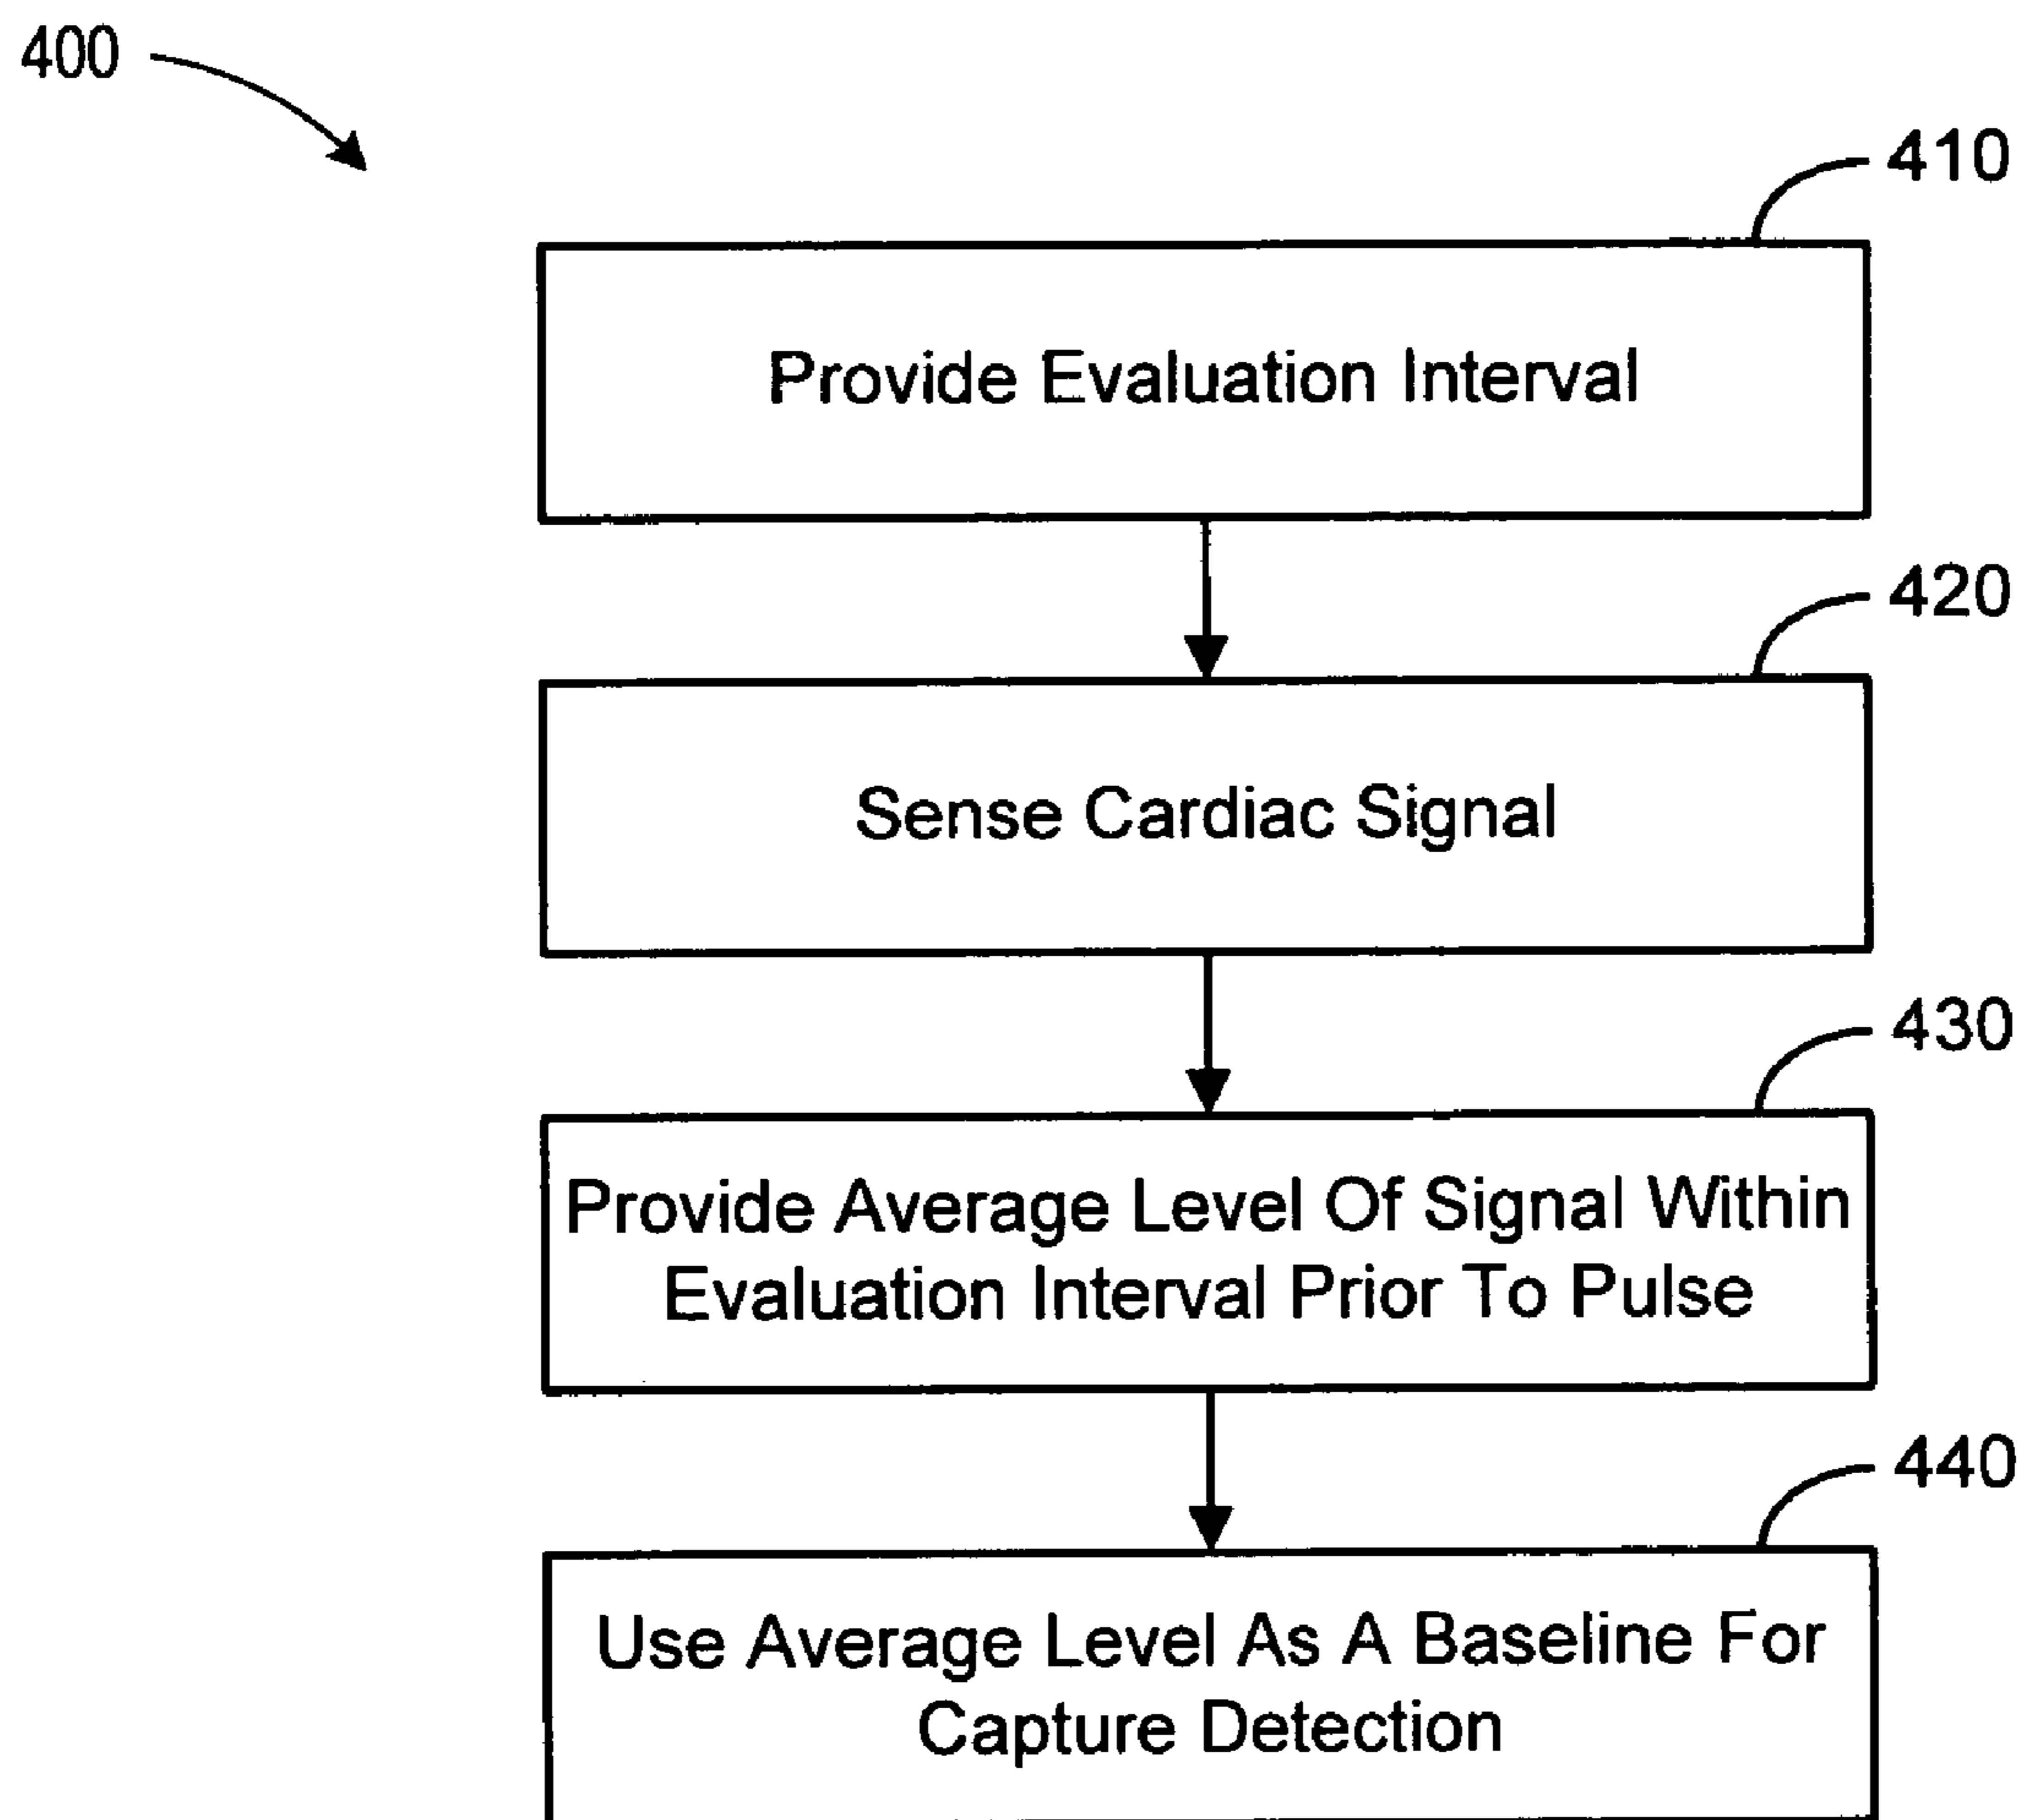 400
410
Provide Evaluation Interval
420
Sense Cardiac Signal
430
Provide Average Level Of Signal Within
Evaluation Interval Prior To Pulse
440
Use Average Level As A Baseline For
Capture Detection